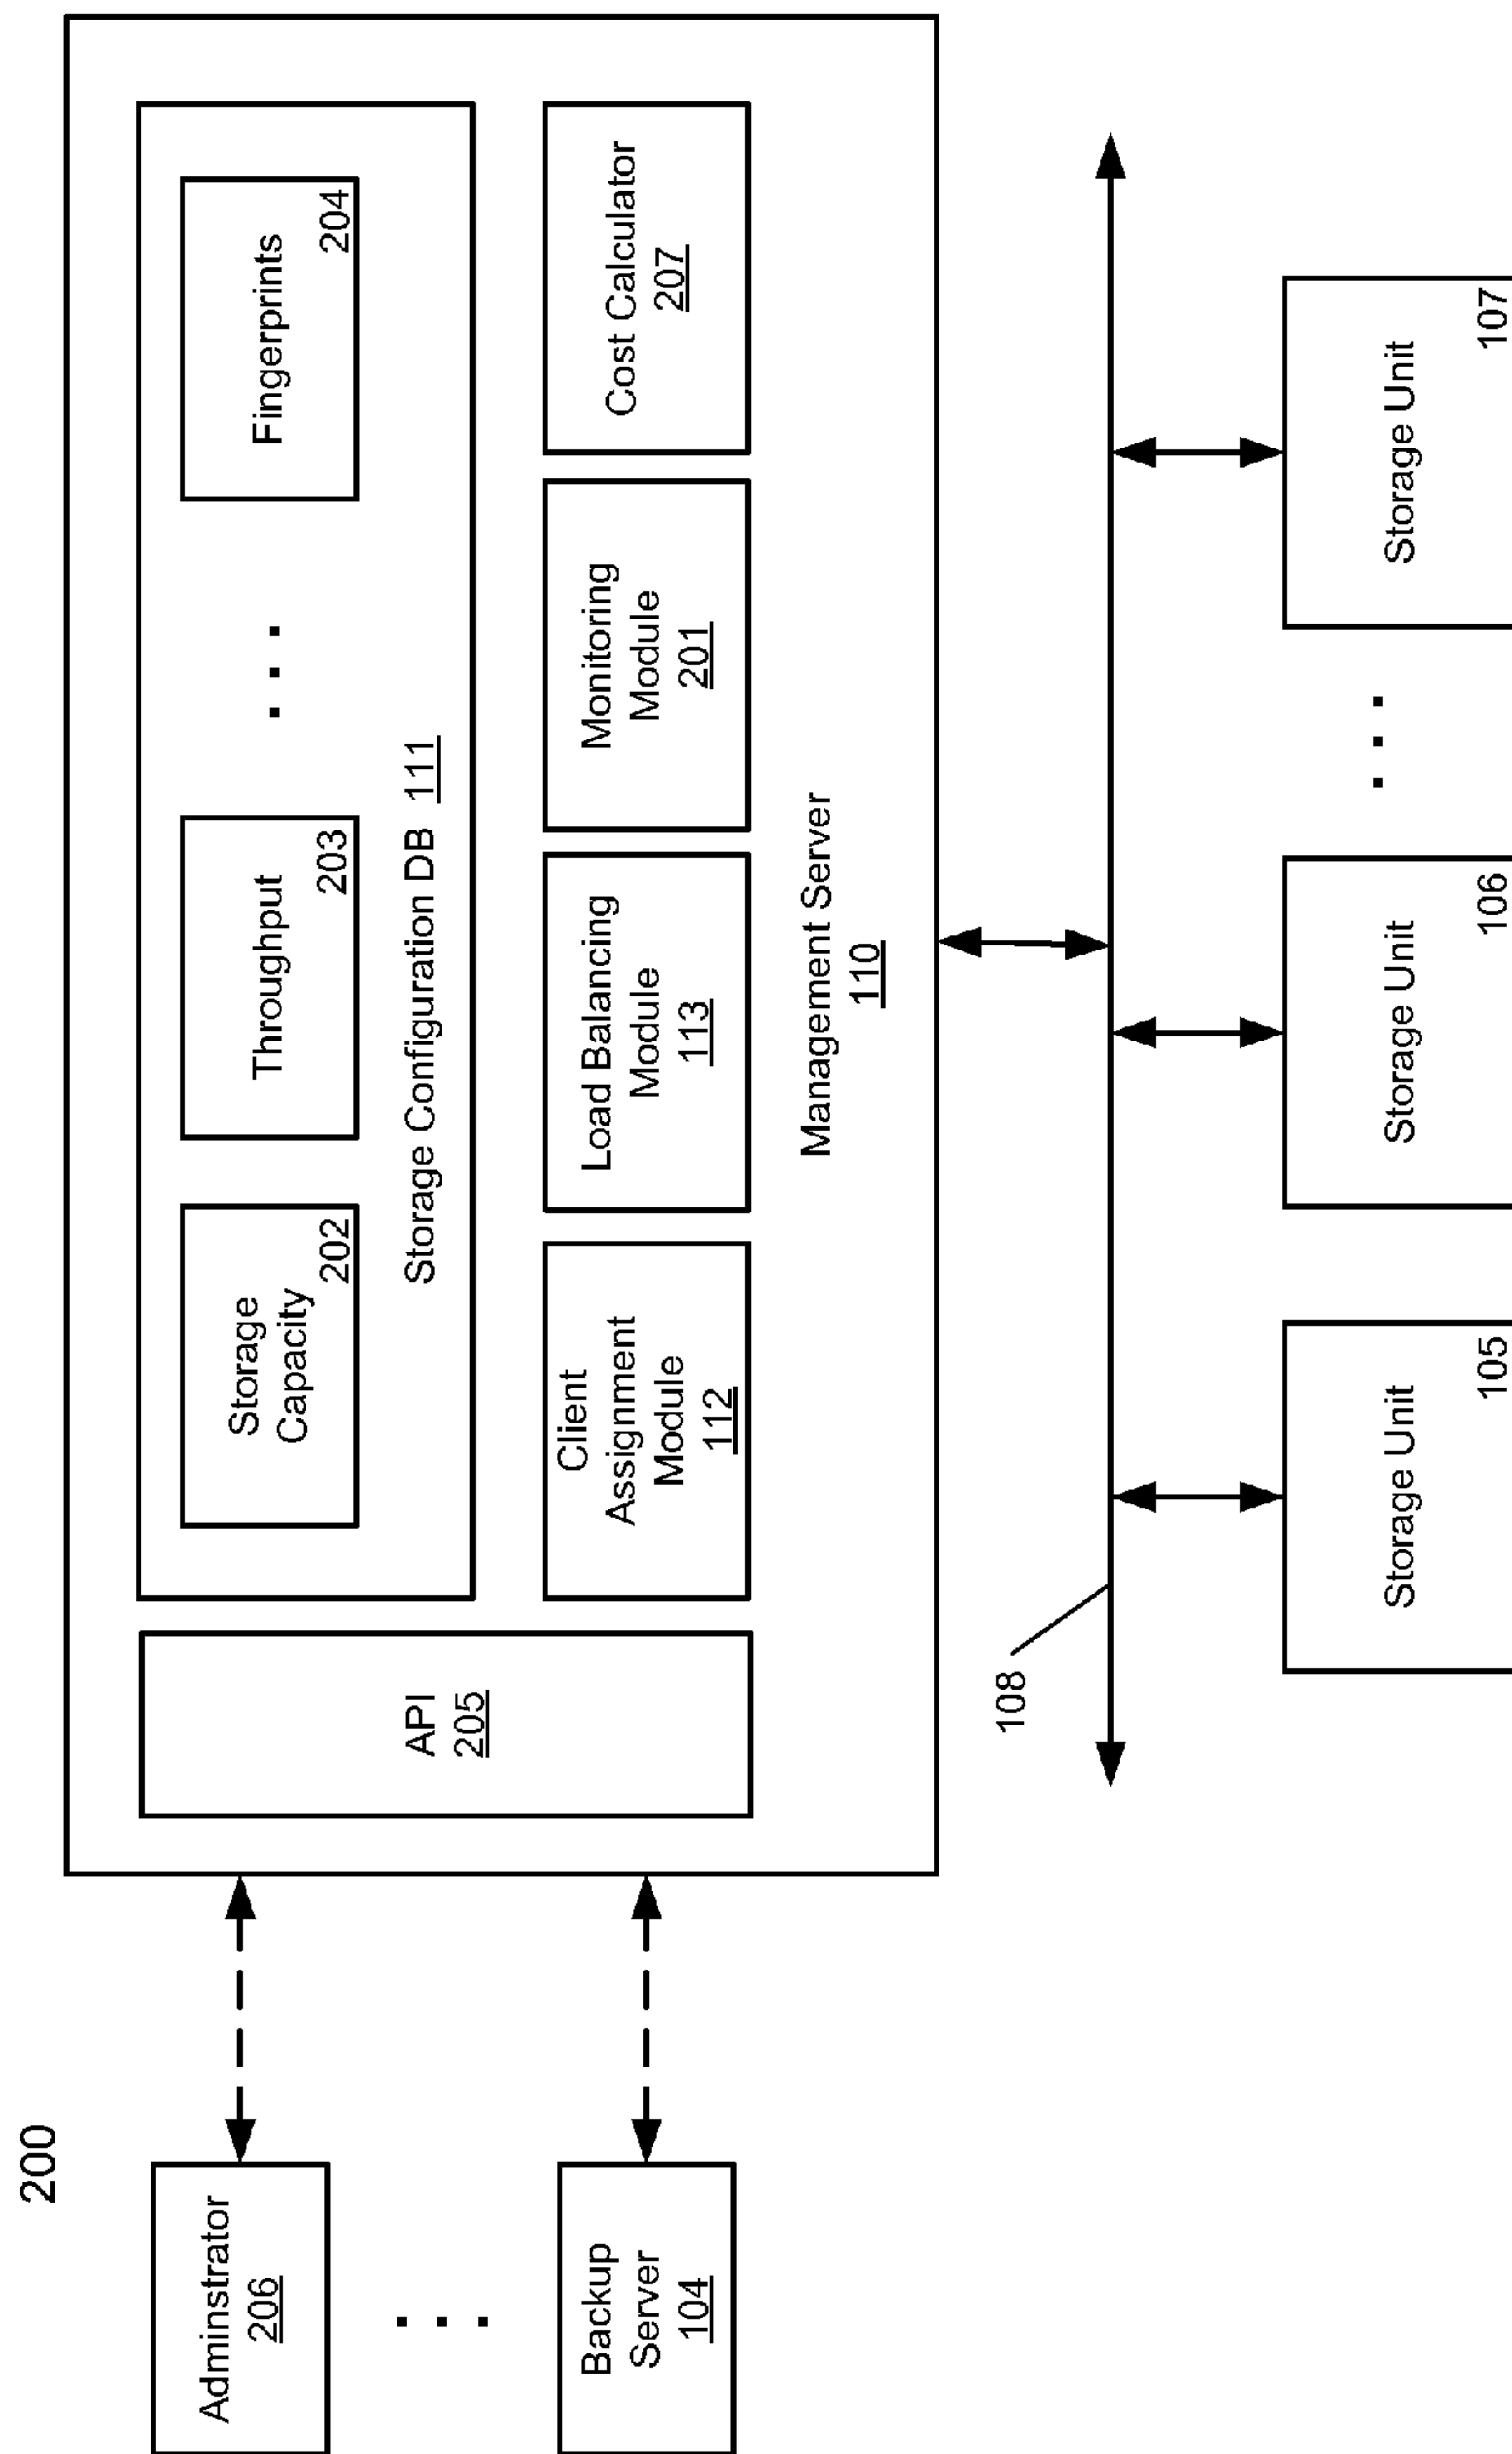 200
Adminstrator
206
. . .
Backup
Server
104
API
205
Storage
Capacity
202
Throughput
203
. . .
Fingerprints
204
Storage Configuration DB 111
Client
Assignment
Module
112
Load Balancing
Module
113
Monitoring
Module
201
Cost Calculator
207
Management Server
110
108
Storage Unit
105
Storage Unit
106
. . .
Storage Unit
107